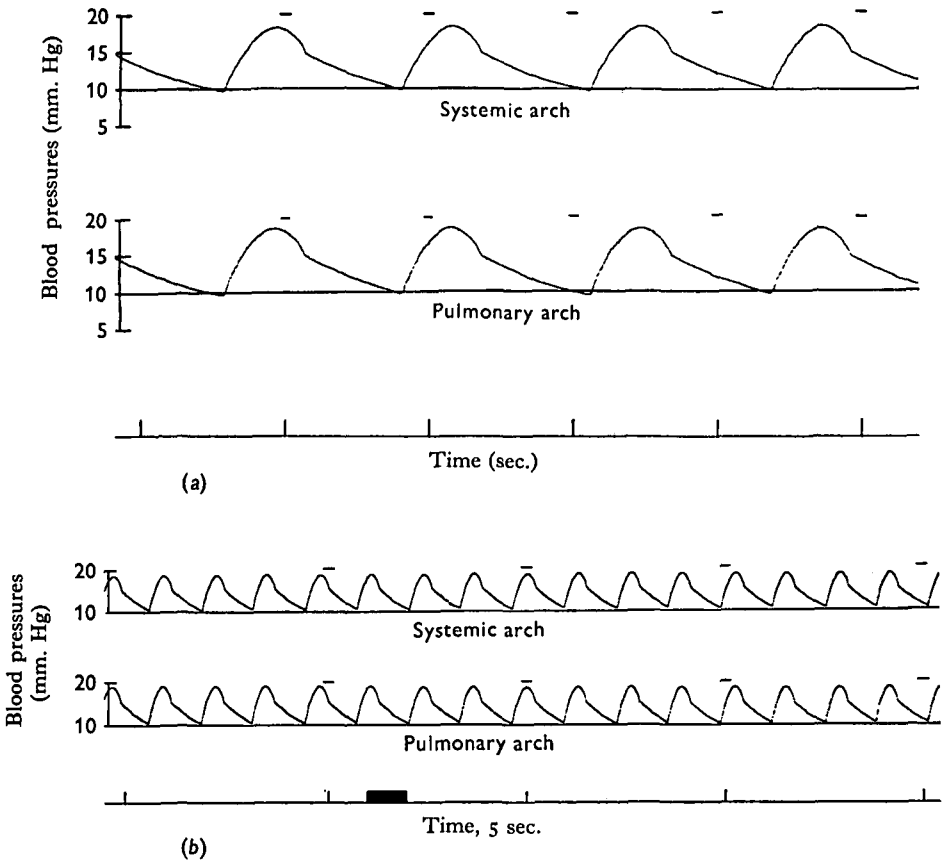 Blood pressures (mm. Hg)
20
15
10
5
Systemic arch
20
15
10
5
Pulmonary arch
Time (sec.)
(a)
Blood pressures
(mm. Hg)
20
10
Systemic arch
20
10
Pulmonary arch
Time, 5 sec.
(b)